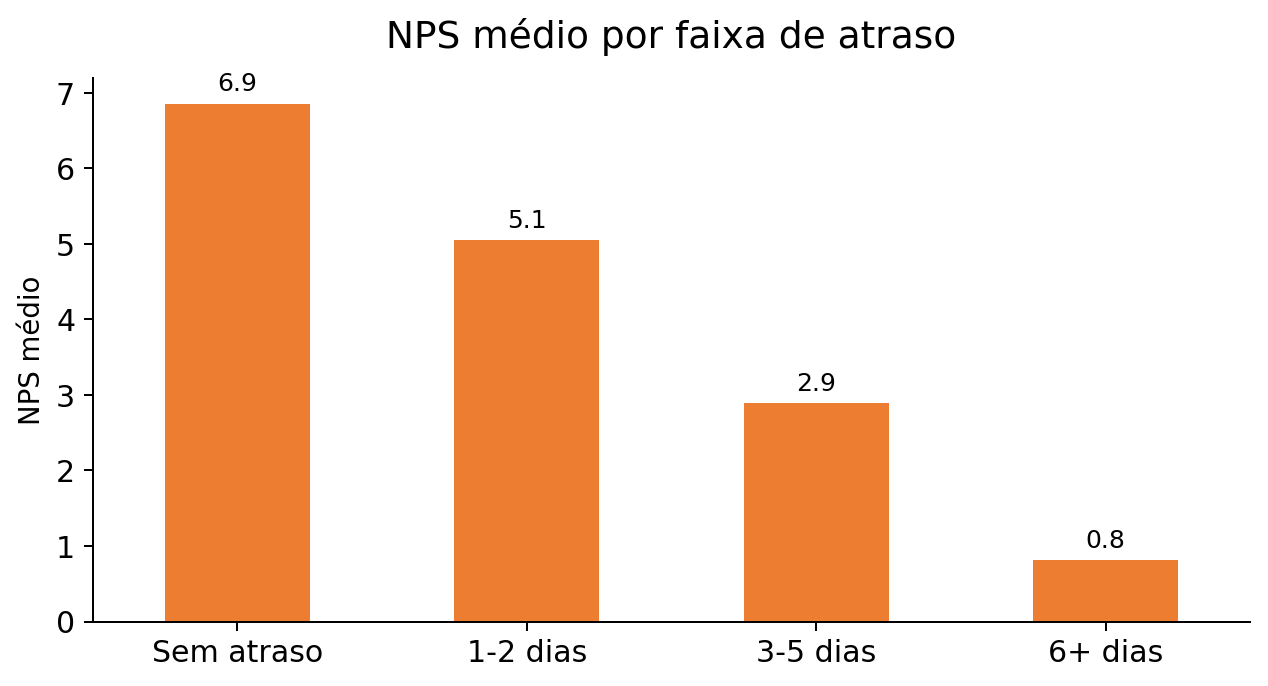 NPS médio por faixa de atraso
NPS médio
7
6
5
4
3
2
1
0
6.9
5.1
2.9
0.8
Sem atraso
1-2 dias
3-5 dias
6+ dias